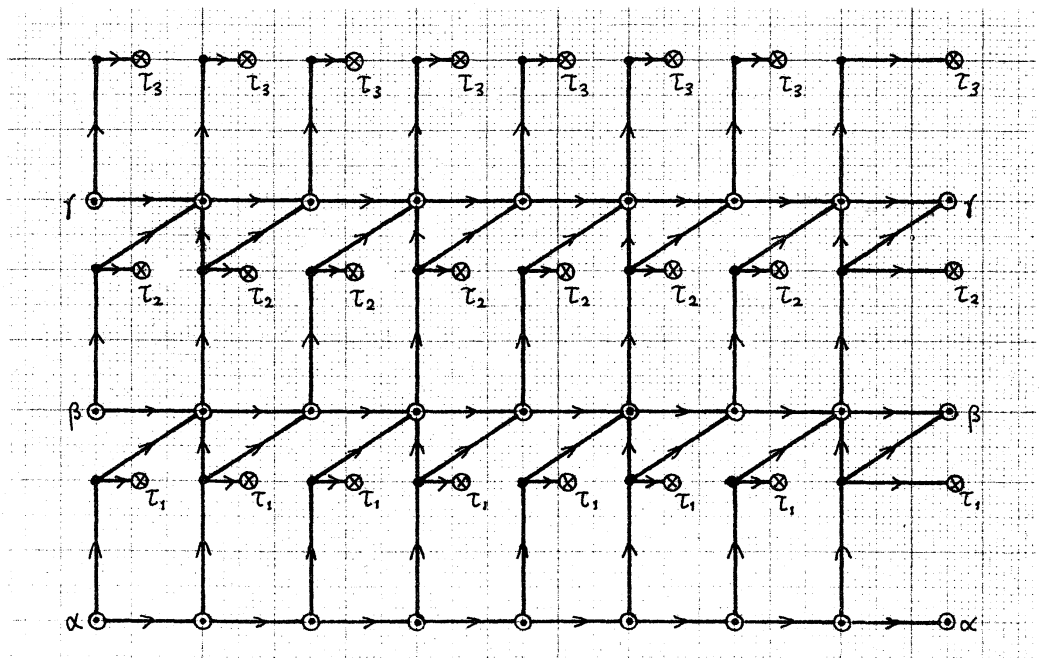 τ₃ τ₃ τ₃ τ₃ τ₃ τ₃ τ₃ τ₃
γ γ
τ₂ τ₂ τ₂ τ₂ τ₂ τ₂ τ₂ τ₂
β β
τ₁ τ₁ τ₁ τ₁ τ₁ τ₁ τ₁ τ₁
α α